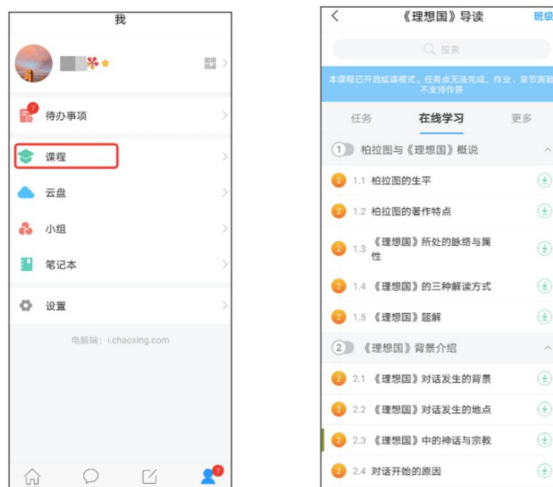 我
7
待办事项
课程
云盘
小组
笔记本
设置
电脑端：i.chaoxing.com
7
《理想国》导读
班级
搜索
本课程已开启结课模式，任务点无法完成，作业、章节测验
不支持作答
任务
在线学习
更多
1 柏拉图与《理想国》概说
2 1.1 柏拉图的生平
2 1.2 柏拉图的著作特点
2 1.3 《理想国》所处的脉络与属
性
2 1.4 《理想国》的三种解读方式
2 1.5 《理想国》题解
2 《理想国》背景介绍
2 2.1 《理想国》对话发生的背景
2 2.2 《理想国》对话发生的地点
2 2.3 《理想国》中的神话与宗教
2 2.4 对话开始的原因